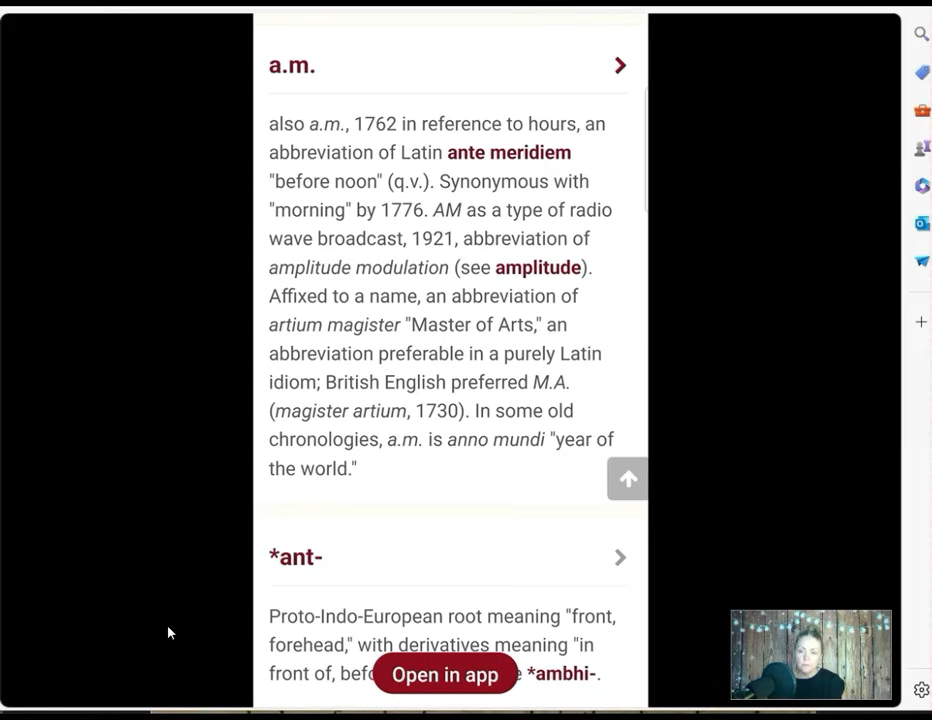 a.m.
also a.m., 1762 in reference to hours, an
abbreviation of Latin ante meridiem
"before noon" (q.v.). Synonymous with
"morning" by 1776. AM as a type of radio
wave broadcast, 1921, abbreviation of
amplitude modulation (see amplitude).
Affixed to a name, an abbreviation of
artium magister "Master of Arts," an
abbreviation preferable in a purely Latin
idiom; British English preferred M.A.
(magister artium, 1730). In some old
chronologies, a.m. is anno mundi "year of
the world."
*ant-
Proto-Indo-European root meaning "front,
forehead," with derivatives meaning "in
front of, *ambhi-.
Open in app